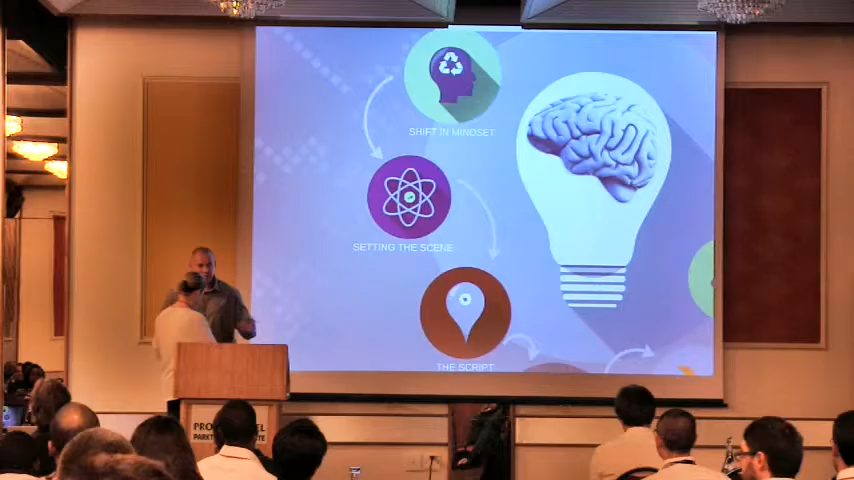 SHIFT IN MINDSET
SETTING THE SCENE
THE SCRIPT